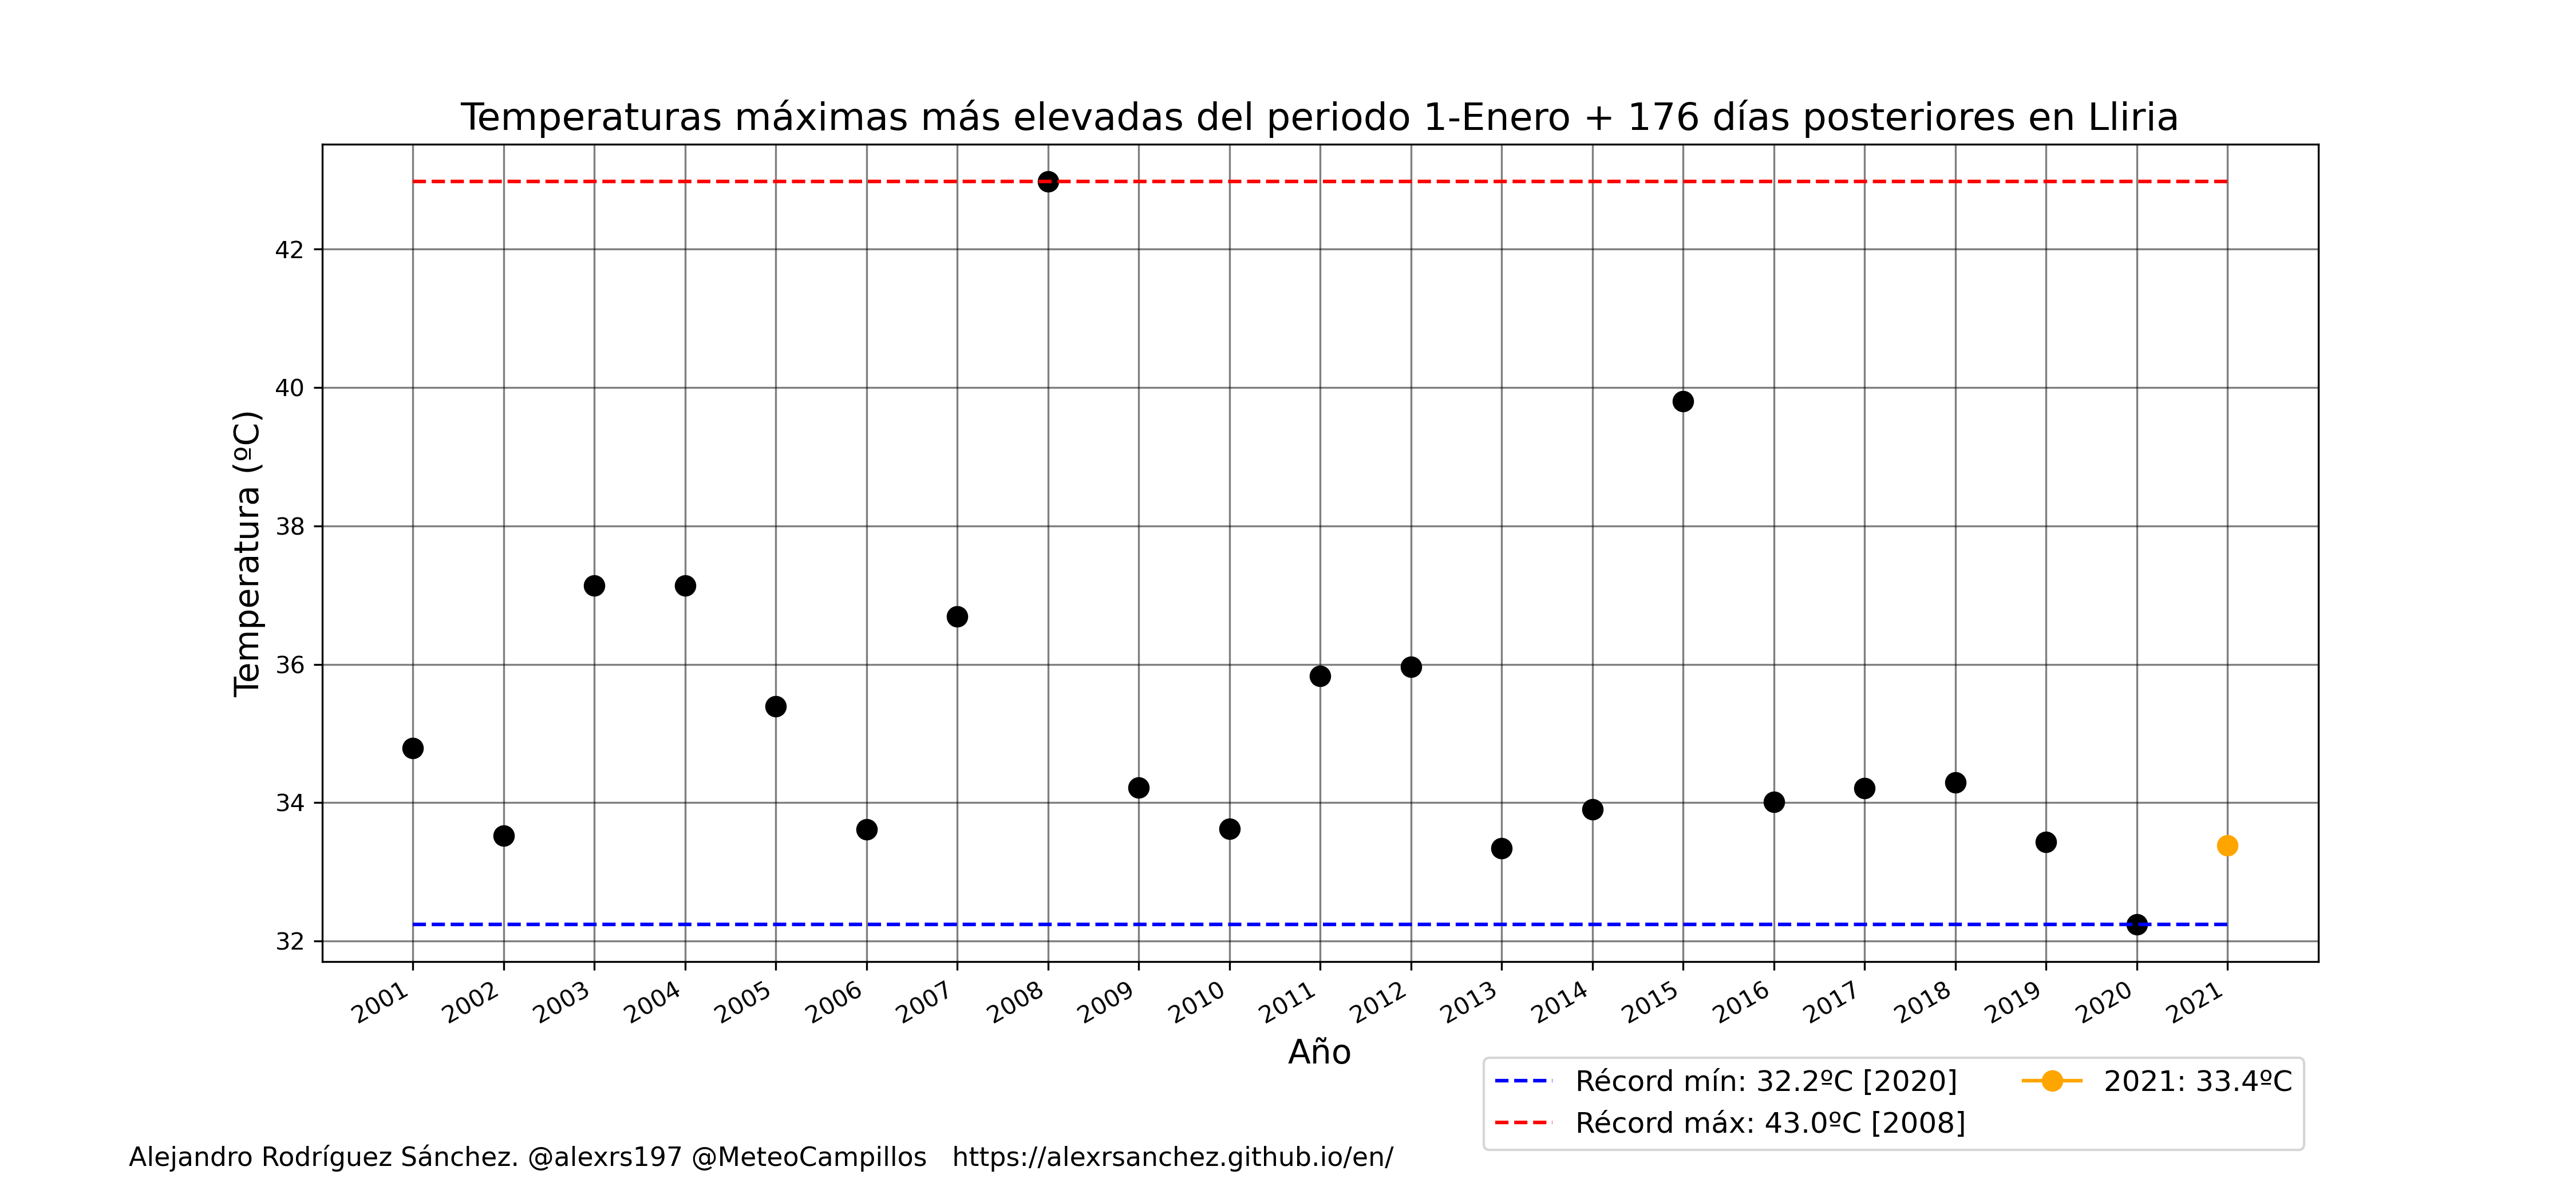 Temperaturas máximas más elevadas del periodo 1-Enero + 176 días posteriores en Lliria
Temperatura (ºC)
42
40
38
36
34
32
2001 2002 2003 2004 2005 2006 2007 2008 2009 2010 2011 2012 2013 2014 2015 2016 2017 2018 2019 2020 2021
Año
Récord mín: 32.2ºC [2020]
Récord máx: 43.0ºC [2008]
2021: 33.4ºC
Alejandro Rodríguez Sánchez. @alexrs197 @MeteoCampillos https://alexrsanchez.github.io/en/